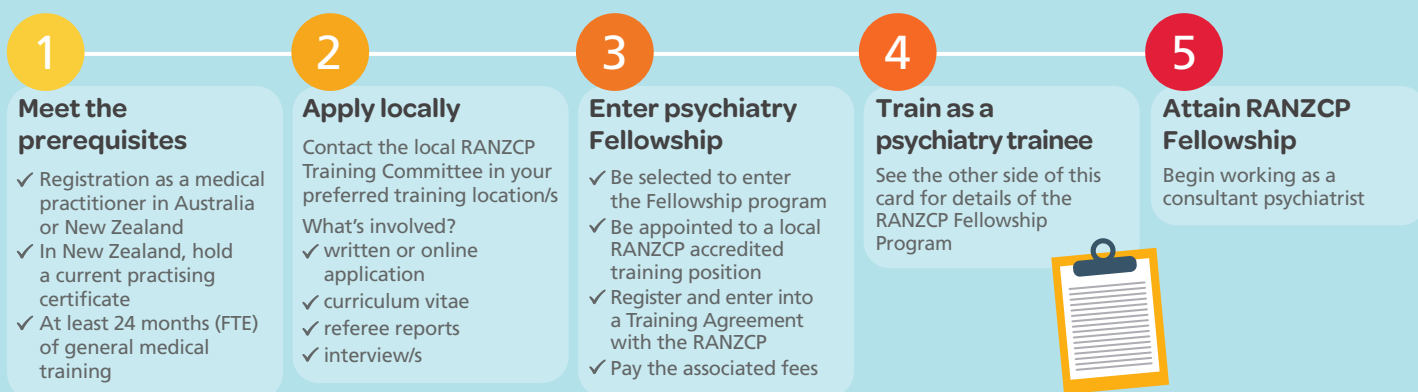 1
Meet the
prerequisites
✓ Registration as a medical
practitioner in Australia
or New Zealand
✓ In New Zealand, hold
a current practising
certificate
✓ At least 24 months (FTE)
of general medical
training
2
Apply locally
Contact the local RANZCP
Training Committee in your
preferred training location/s
What’s involved?
✓ written or online
application
✓ curriculum vitae
✓ referee reports
✓ interview/s
3
Enter psychiatry
Fellowship
✓ Be selected to enter
the Fellowship program
✓ Be appointed to a local
RANZCP accredited
training position
✓ Register and enter into
a Training Agreement
with the RANZCP
✓ Pay the associated fees
4
Train as a
psychiatry trainee
See the other side of this
card for details of the
RANZCP Fellowship
Program
5
Attain RANZCP
Fellowship
Begin working as a
consultant psychiatrist